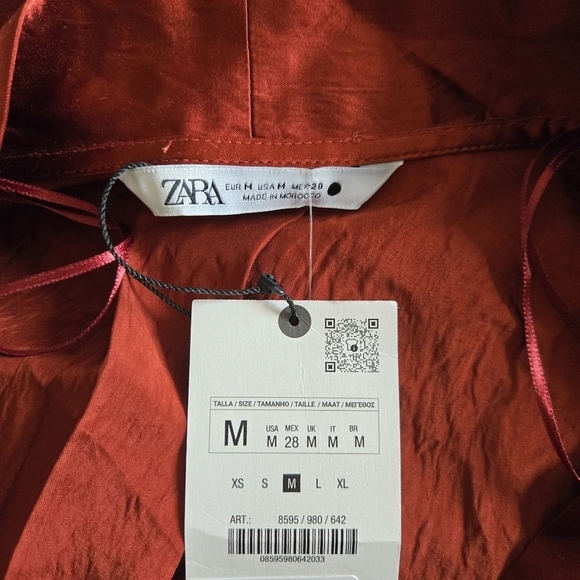 ZARA EUR M USA M MEX 28
MADE IN MOROCCO
TALLA / SIZE / TAMANHO / TAILLE / MAAT / ΜΕΓΕΘΟΣ
M
USA MEX UK IT BR
M 28 M M M
XS S M L XL
ART.: 8595 / 980 / 642
08595980642033